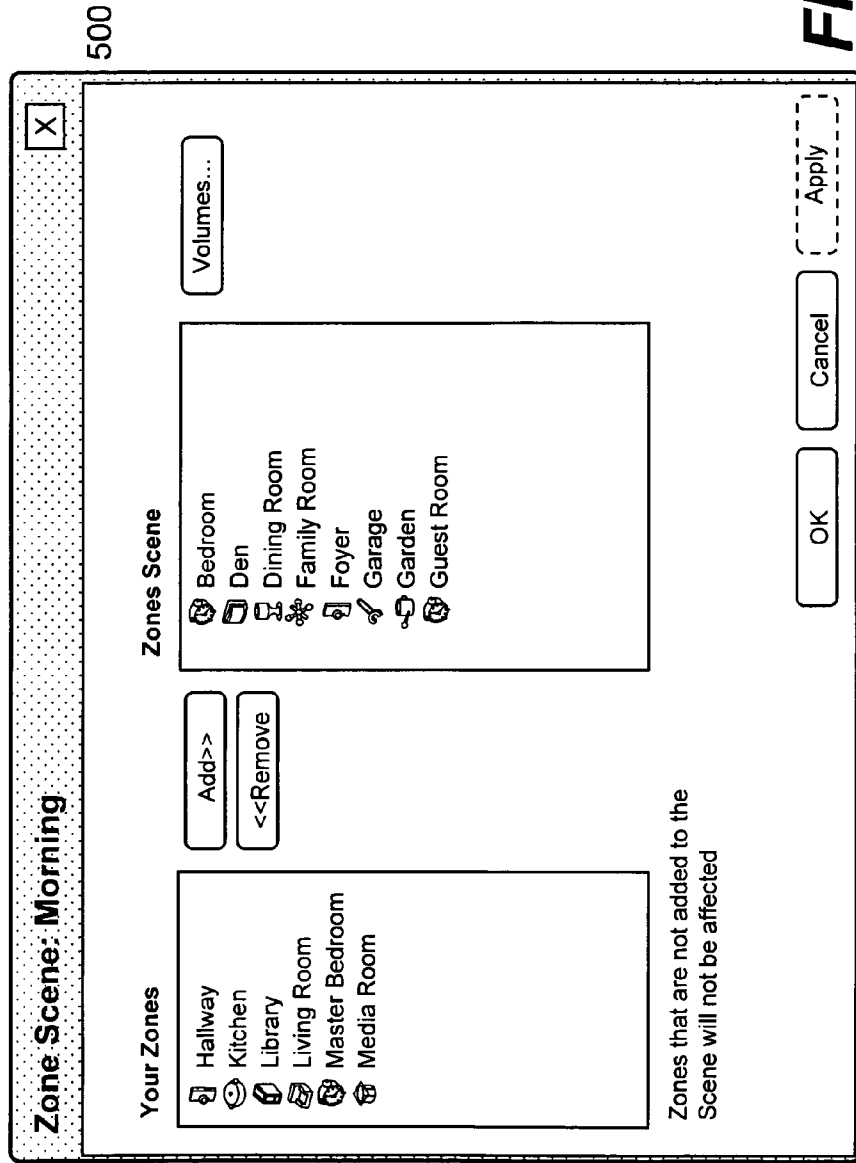 Zone Scene: Morning
X
500
Your Zones
Hallway
Kitchen
Library
Living Room
Master Bedroom
Media Room
Add>>
<<Remove
Zones Scene
Bedroom
Den
Dining Room
Family Room
Foyer
Garage
Garden
Guest Room
Volumes...
Zones that are not added to the
Scene will not be affected
OK
Cancel
Apply